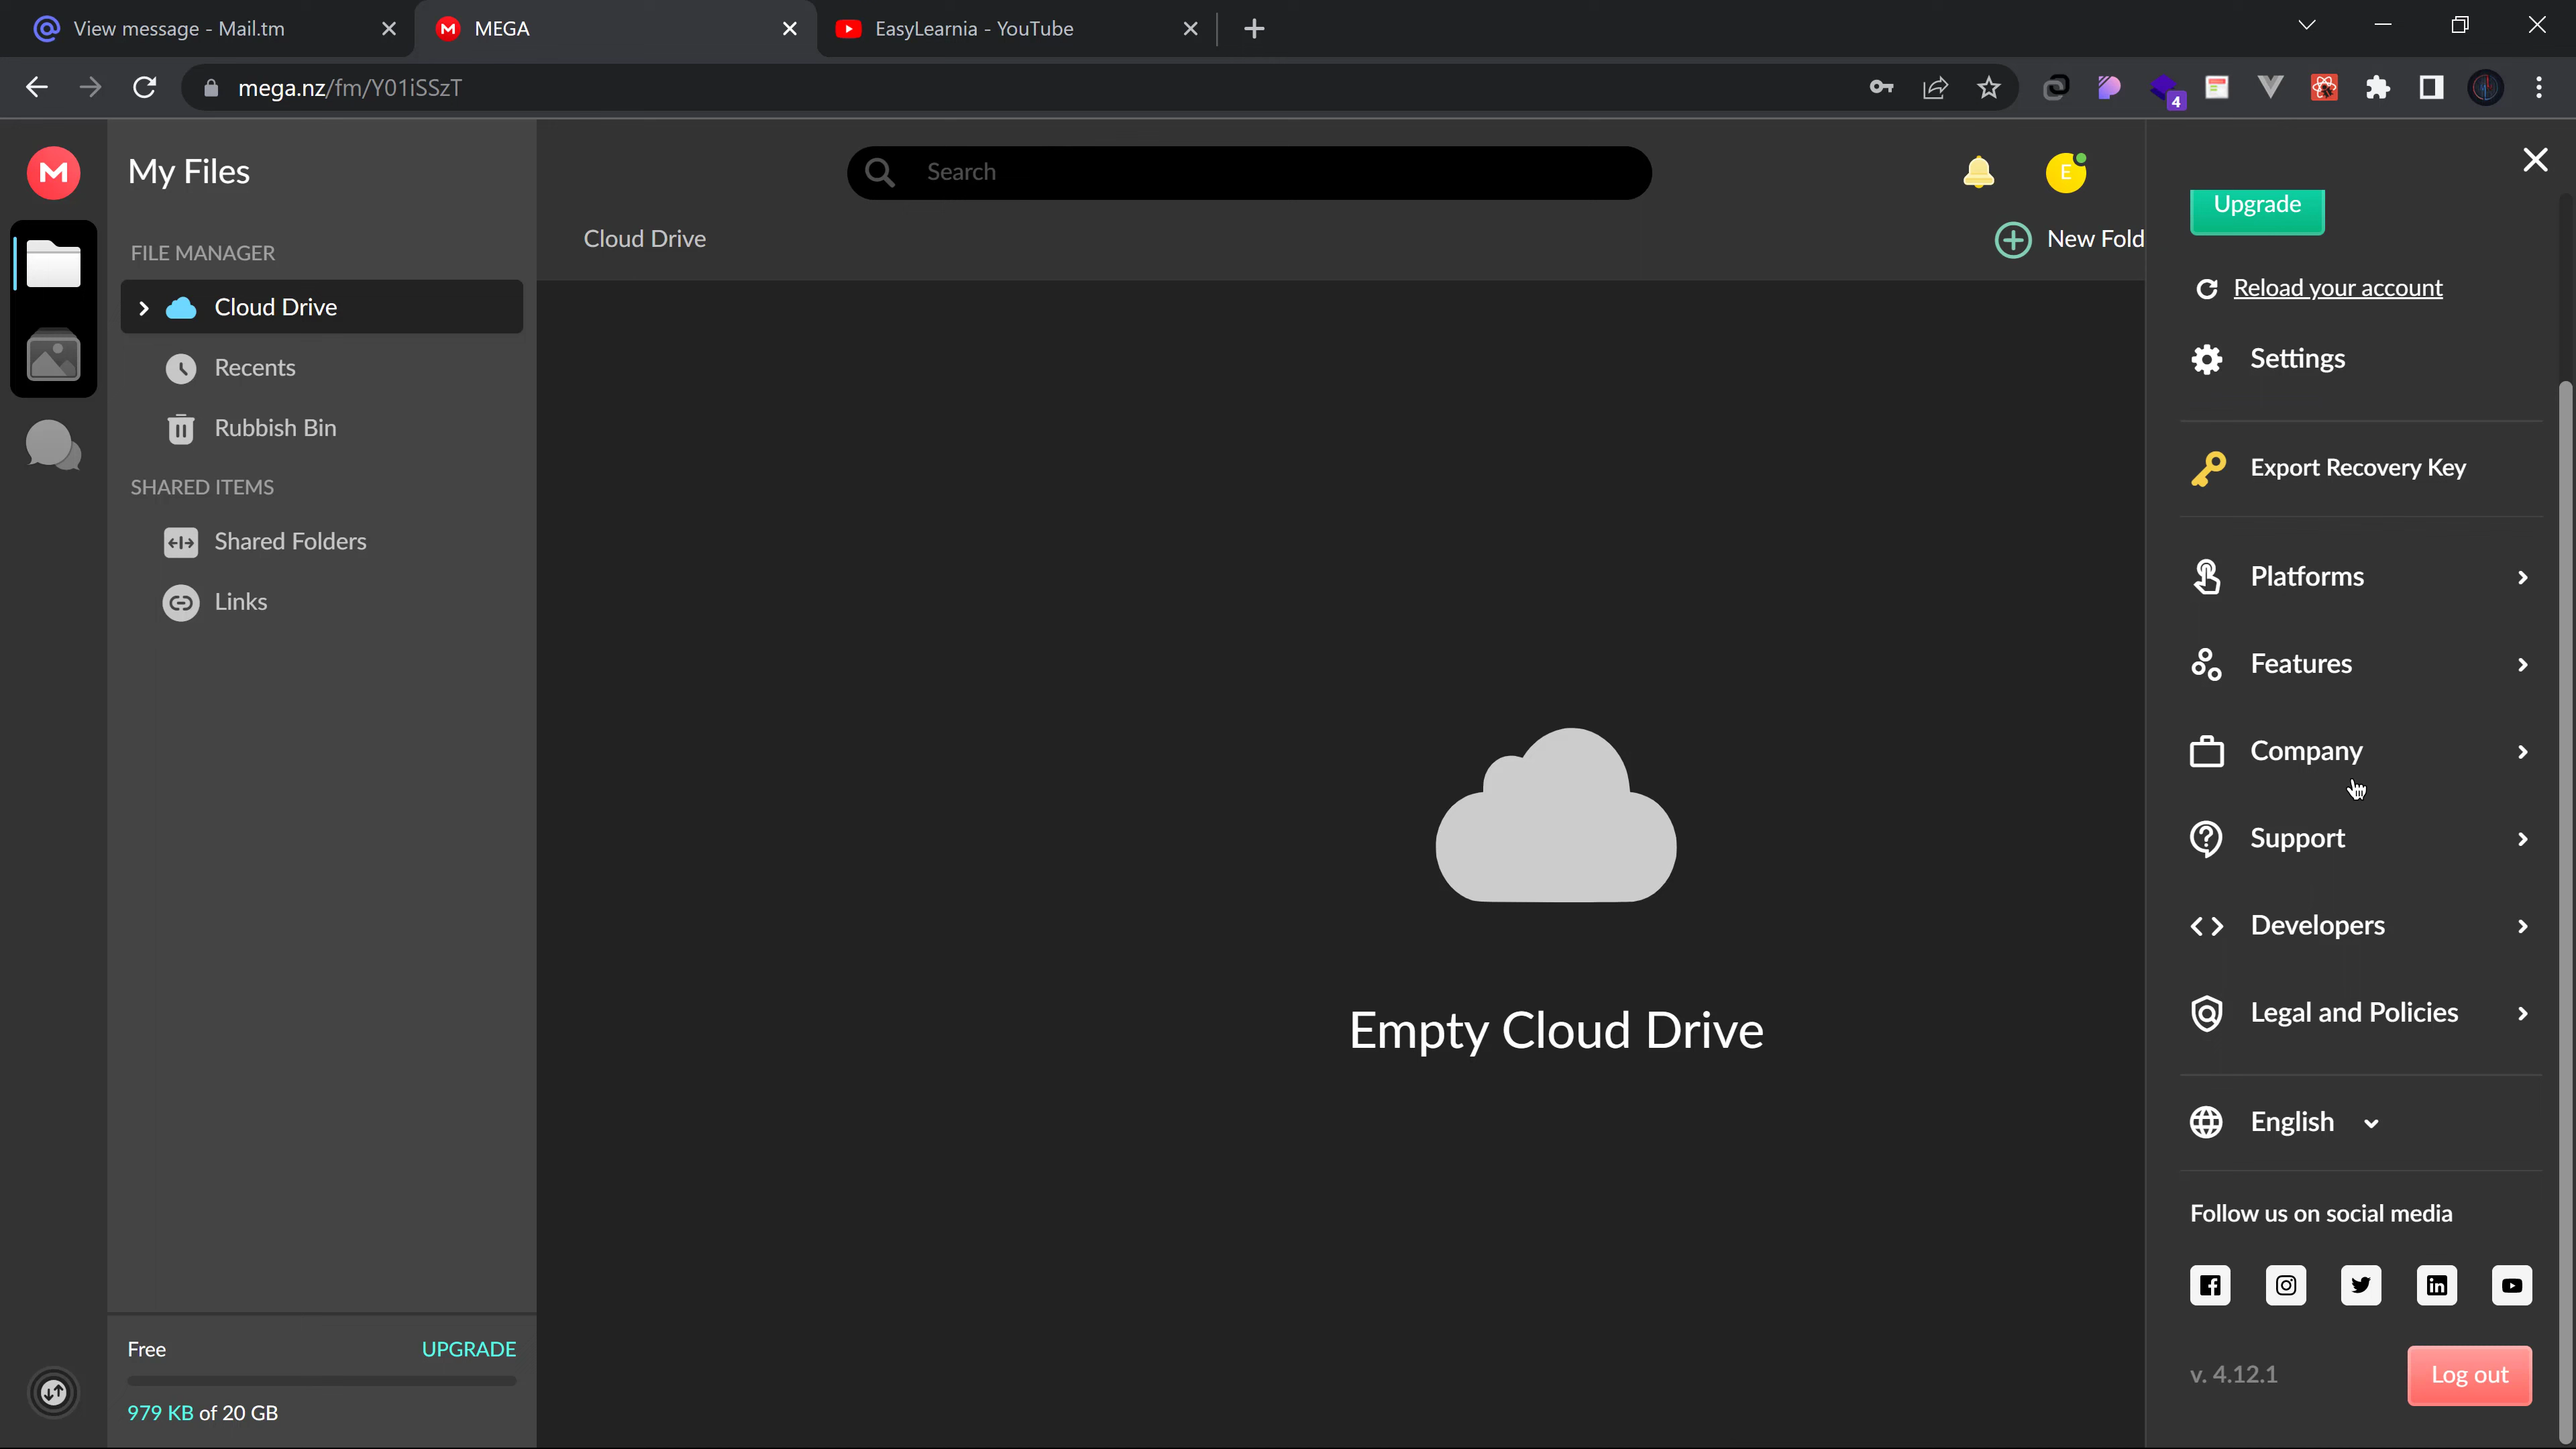 View message - Mail.tm
MEGA
EasyLearnia - YouTube
mega.nz/fm/Y01iSSzT
4
My Files
Search
E
Cloud Drive
New Fold
FILE MANAGER
Cloud Drive
Recents
Rubbish Bin
SHARED ITEMS
Shared Folders
Links
Empty Cloud Drive
Free
UPGRADE
979 KB of 20 GB
Upgrade
Reload your account
Settings
Export Recovery Key
Platforms
Features
Company
Support
Developers
Legal and Policies
English
Follow us on social media
v. 4.12.1
Log out